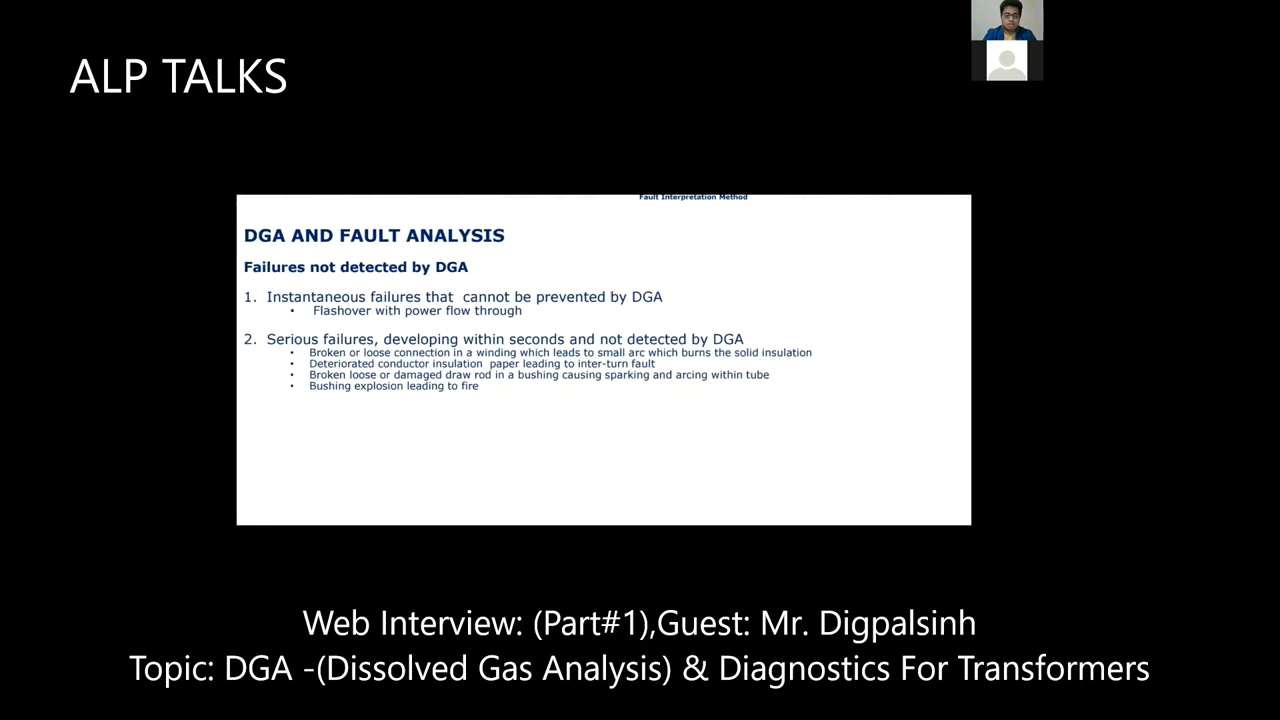 ALP TALKS
Fault Interpretation Method
DGA AND FAULT ANALYSIS
Failures not detected by DGA
1. Instantaneous failures that cannot be prevented by DGA
• Flashover with power flow through
2. Serious failures, developing within seconds and not detected by DGA
• Broken or loose connection in a winding which leads to small arc which burns the solid insulation
• Deteriorated conductor insulation paper leading to inter-turn fault
• Broken loose or damaged draw rod in a bushing causing sparking and arcing within tube
• Bushing explosion leading to fire
Web Interview: (Part#1),Guest: Mr. Digpalsinh
Topic: DGA -(Dissolved Gas Analysis) & Diagnostics For Transformers